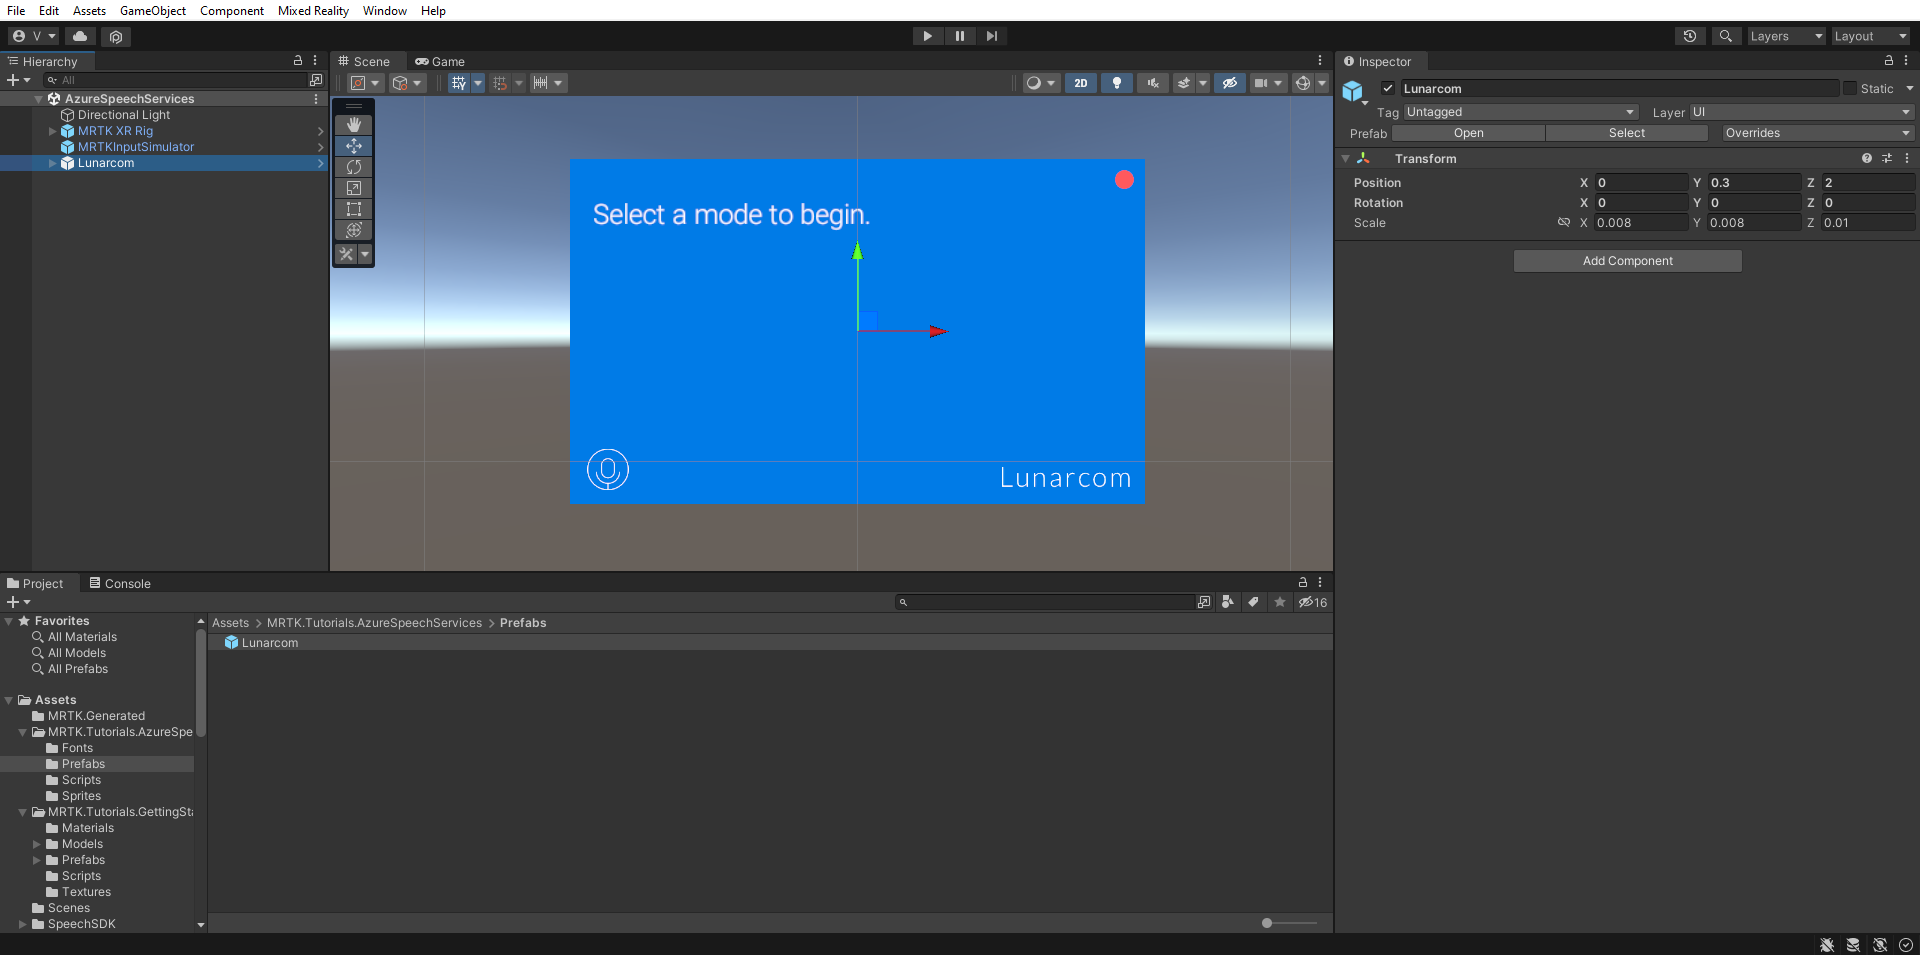 File Edit Assets GameObject Component Mixed Reality Window Help
V Layers Layout
Hierarchy
All
AzureSpeechServices
Directional Light
MRTK XR Rig
MRTKInputSimulator
Lunarcom
Scene Game
2D
Select a mode to begin.
Lunarcom
Inspector
Lunarcom Static
Tag Untagged Layer UI
Prefab Open Select Overrides
Transform
Position X 0 Y 0.3 Z 2
Rotation X 0 Y 0 Z 0
Scale X 0.008 Y 0.008 Z 0.01
Add Component
Project Console
16
Favorites
All Materials
All Models
All Prefabs
Assets
MRTK.Generated
MRTK.Tutorials.AzureSpe
Fonts
Prefabs
Scripts
Sprites
MRTK.Tutorials.GettingSta
Materials
Models
Prefabs
Scripts
Textures
Scenes
SpeechSDK
Assets > MRTK.Tutorials.AzureSpeechServices > Prefabs
Lunarcom